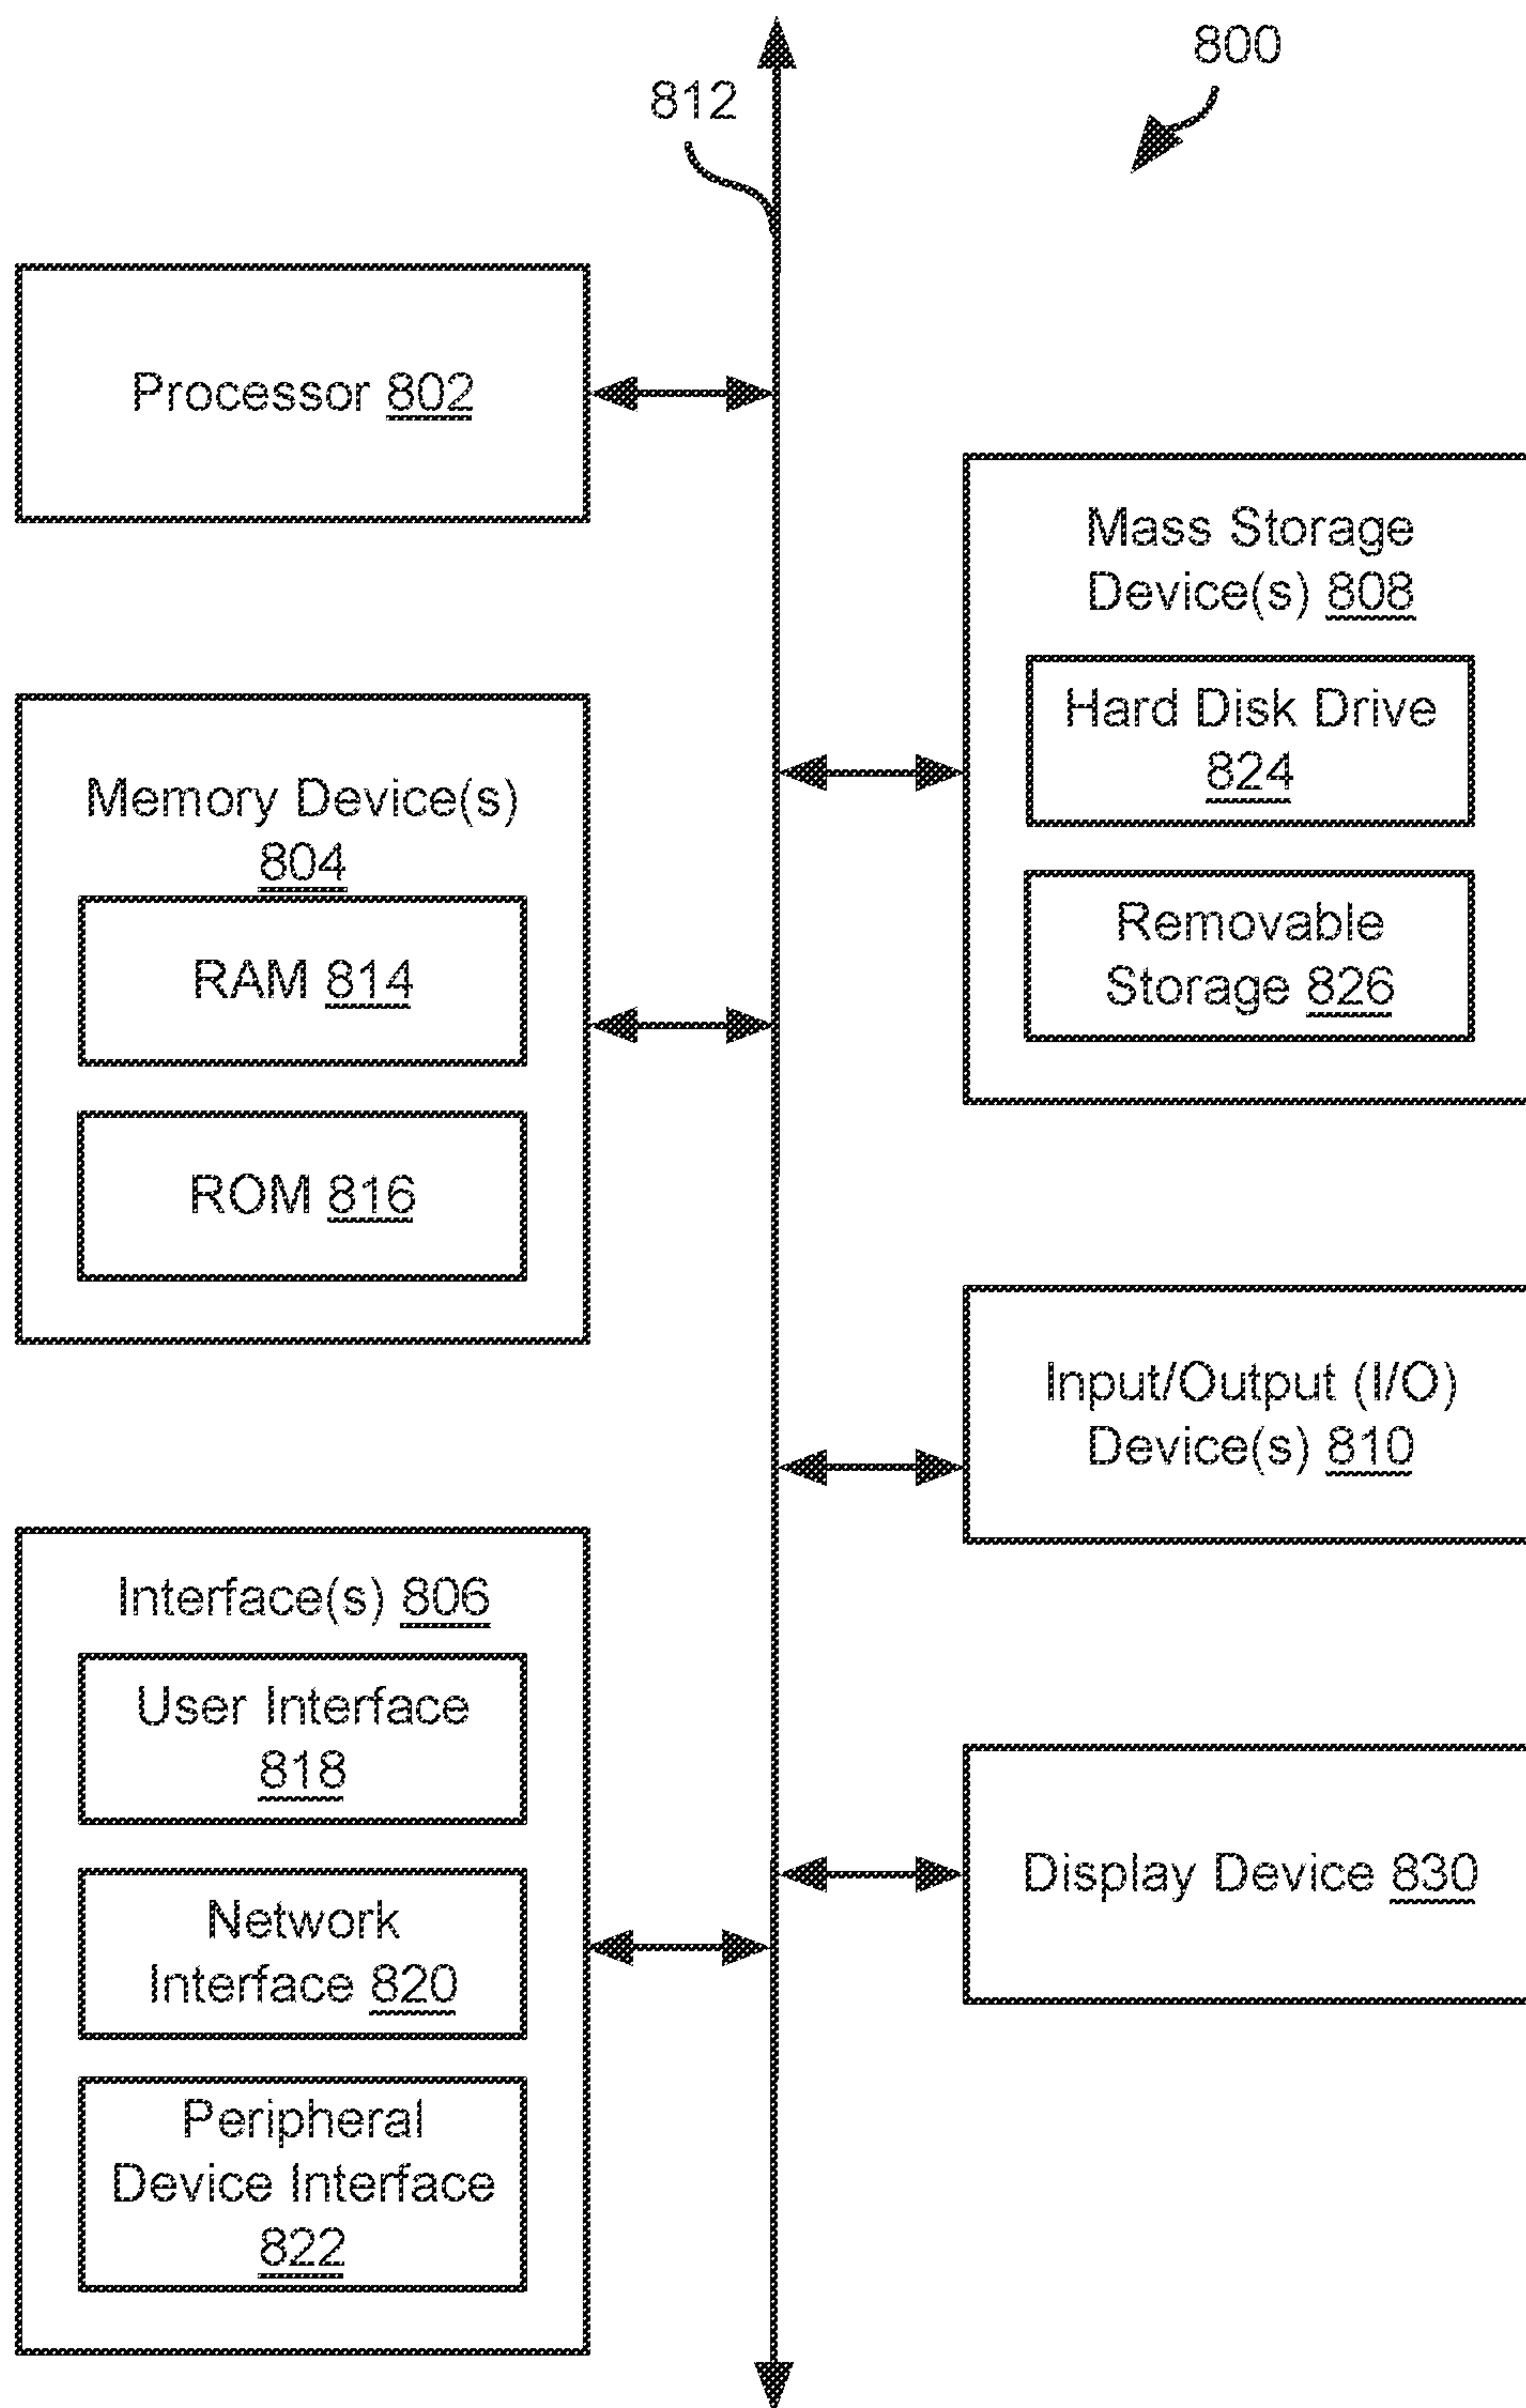 800
812
Processor 802
Mass Storage
Device(s) 808
Hard Disk Drive
824
Removable
Storage 826
Memory Device(s)
804
RAM 814
ROM 816
Input/Output (I/O)
Device(s) 810
Interface(s) 806
User Interface
818
Network
Interface 820
Peripheral
Device Interface
822
Display Device 830